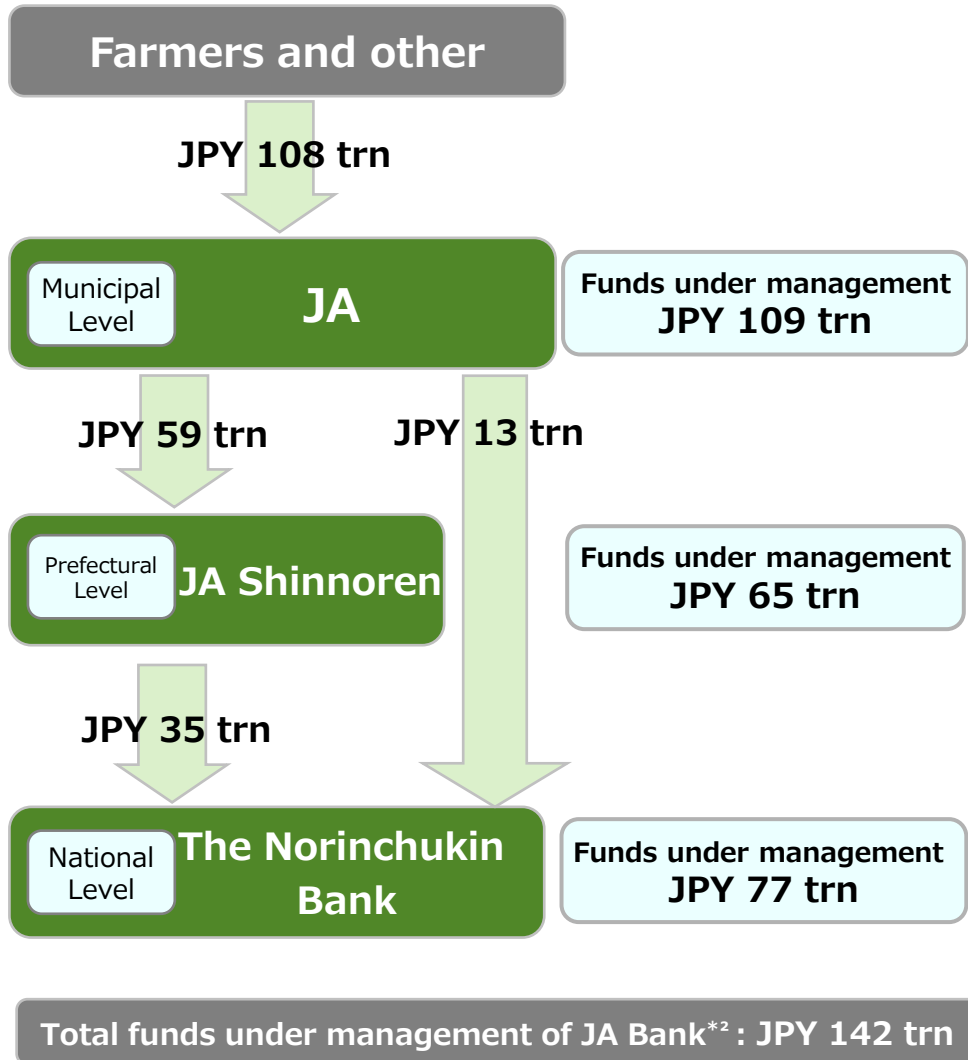 Farmers and other
JPY 108 trn
Municipal
Level
JA
Funds under management
JPY 109 trn
JPY 59 trn
JPY 13 trn
Prefectural
Level
JA Shinnoren
Funds under management
JPY 65 trn
JPY 35 trn
National
Level
The Norinchukin
Bank
Funds under management
JPY 77 trn
Total funds under management of JA Bank*² : JPY 142 trn